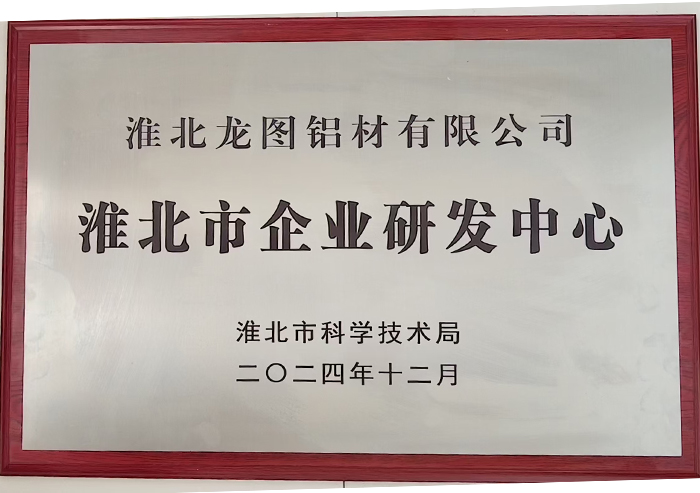 淮北龙图铝材有限公司
淮北市企业研发中心
淮北市科学技术局
二〇二四年十二月